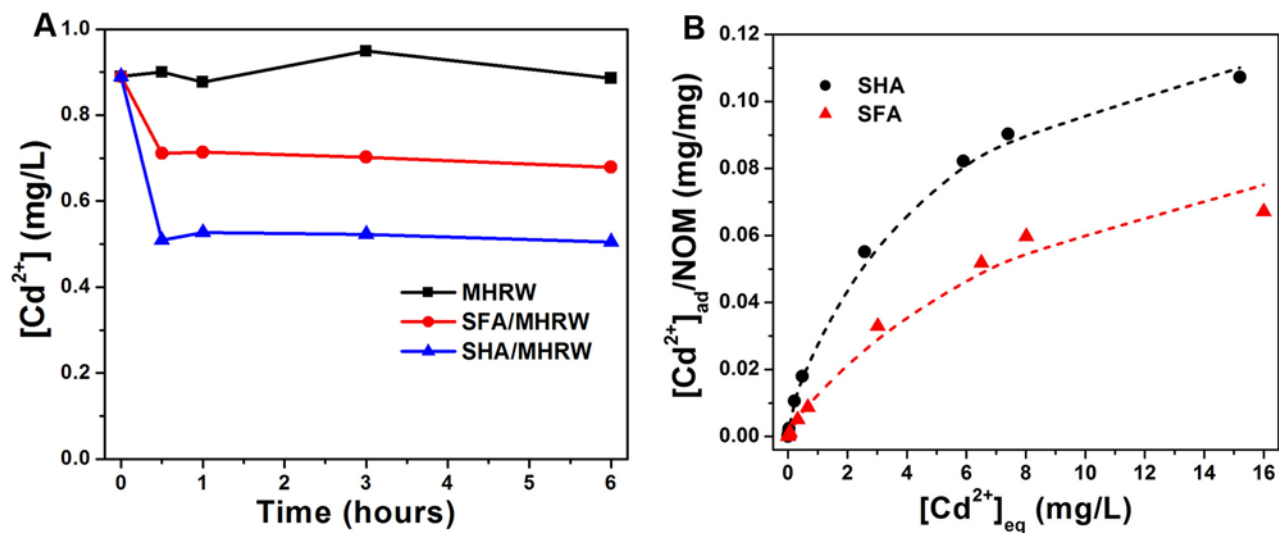 A
[Cd²⁺] (mg/L)
1.0
0.8
0.6
0.4
0.2
0.0
MHRW
SFA/MHRW
SHA/MHRW
0 1 2 3 4 5 6
Time (hours)
B
[Cd²⁺]ad/NOM (mg/mg)
0.12
0.10
0.08
0.06
0.04
0.02
0.00
SHA
SFA
0 2 4 6 8 10 12 14 16
[Cd²⁺]eq (mg/L)